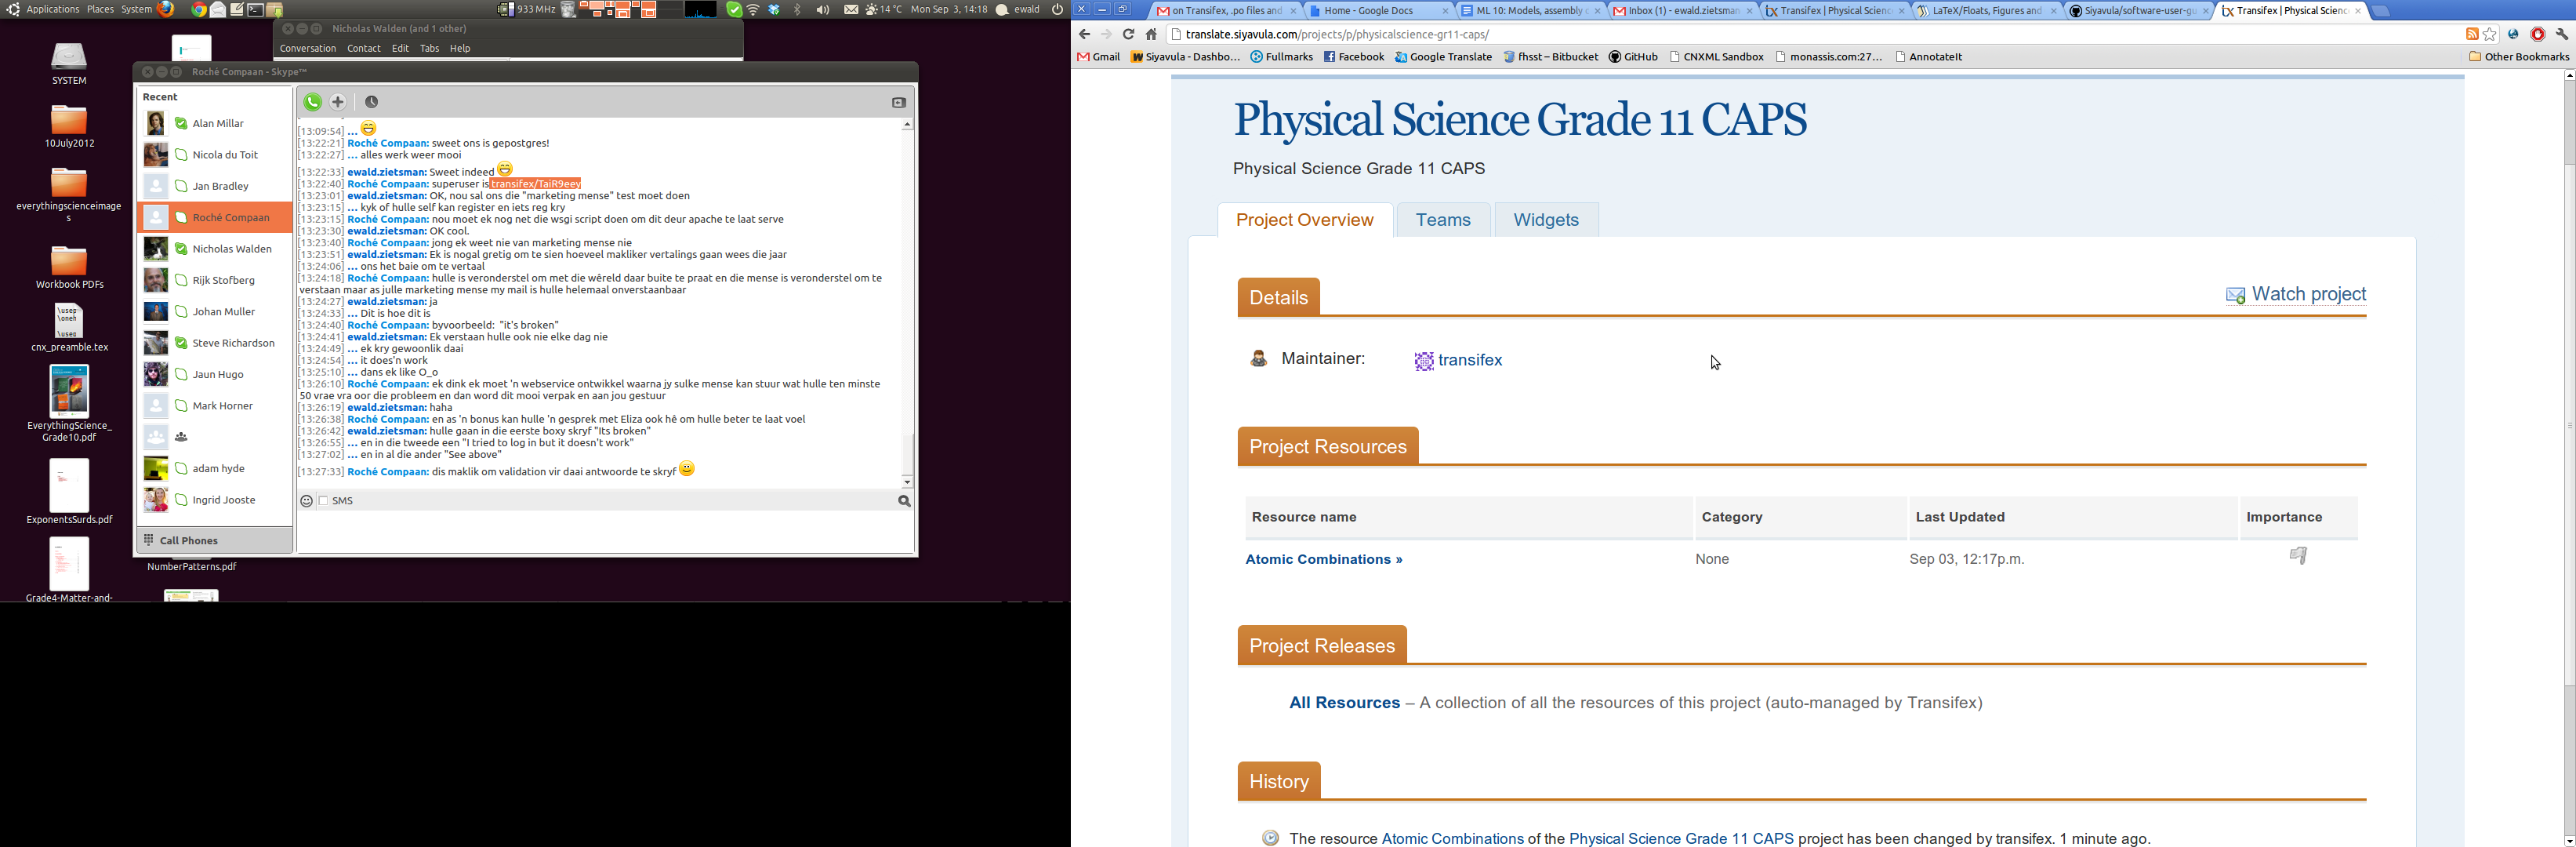 Applications Places System
933 MHz
14 °C Mon Sep 3, 14:18 ewald
SYSTEM
10July2012
everythingscienceimage
s
Workbook PDFs
\usep
\oneh
\usep
cnx_preamble.tex
EverythingScience_
Grade10.pdf
ExponentsSurds.pdf
Grade4-Matter-and-
NumberPatterns.pdf
Nicholas Walden (and 1 other)
Conversation Contact Edit Tabs Help
Roché Compaan - Skype™
Recent
Alan Millar
Nicola du Toit
Jan Bradley
Roché Compaan
Nicholas Walden
Rijk Stofberg
Johan Muller
Steve Richardson
Jaun Hugo
Mark Horner
adam hyde
Ingrid Jooste
Call Phones
[13:09:54] ...
[13:22:21] Roché Compaan: sweet ons is gepostgres!
[13:22:27] ... alles werk weer mooi
[13:22:33] ewald.zietsman: Sweet indeed
[13:22:40] Roché Compaan: superuser is transifex/TaiR9eey
[13:23:01] ewald.zietsman: OK, nou sal ons die "marketing mense" test moet doen
[13:23:15] ... kyk of hulle self kan register en iets reg kry
[13:23:15] Roché Compaan: nou moet ek nog net die wsgi script doen om dit deur apache te laat serve
[13:23:30] ewald.zietsman: OK cool.
[13:23:40] Roché Compaan: jong ek weet nie van marketing mense nie
[13:23:51] ewald.zietsman: Ek is nogal gretig om te sien hoeveel makliker vertalings gaan wees die jaar
[13:24:06] ... ons het baie om te vertaal
[13:24:18] Roché Compaan: hulle is veronderstel om met die wêreld daar buite te praat en die mense is veronderstel om te
verstaan maar as julle marketing mense my mail is hulle helemaal onverstaanbaar
[13:24:27] ewald.zietsman: ja
[13:24:33] ... Dit is hoe dit is
[13:24:40] Roché Compaan: byvoorbeeld: "it's broken"
[13:24:41] ewald.zietsman: Ek verstaan hulle ook nie elke dag nie
[13:24:49] ... ek kry gewoonlik daai
[13:24:54] ... it does'n work
[13:25:10] ... dans ek like O_o
[13:26:10] Roché Compaan: ek dink ek moet 'n webservice ontwikkel waarna jy sulke mense kan stuur wat hulle ten minste
50 vrae vra oor die probleem en dan word dit mooi verpak en aan jou gestuur
[13:26:19] ewald.zietsman: haha
[13:26:38] Roché Compaan: en as 'n bonus kan hulle 'n gesprek met Eliza ook hê om hulle beter te laat voel
[13:26:42] ewald.zietsman: hulle gaan in die eerste boxy skryf "Its broken"
[13:26:55] ... en in die tweede een "I tried to log in but it doesn't work"
[13:27:02] ... en in al die ander "See above"
[13:27:33] Roché Compaan: dis maklik om validation vir daai antwoorde te skryf
SMS
on Transifex, .po files and
Home - Google Docs
ML 10: Models, assembly
Inbox (1) - ewald.zietsman
Transifex | Physical Scienc
LaTeX/Floats, Figures and
Siyavula/software-user-gu
Transifex | Physical Scienc
translate.siyavula.com/projects/p/physicalscience-gr11-caps/
Gmail Siyavula - Dashbo... Fullmarks Facebook Google Translate fhsst — Bitbucket GitHub CNXML Sandbox monassis.com:27... AnnotateIt Other Bookmarks
Physical Science Grade 11 CAPS
Physical Science Grade 11 CAPS
Project Overview Teams Widgets
Details
Watch project
Maintainer: transifex
Project Resources
Resource name Category Last Updated Importance
Atomic Combinations » None Sep 03, 12:17p.m.
Project Releases
All Resources – A collection of all the resources of this project (auto-managed by Transifex)
History
The resource Atomic Combinations of the Physical Science Grade 11 CAPS project has been changed by transifex. 1 minute ago.